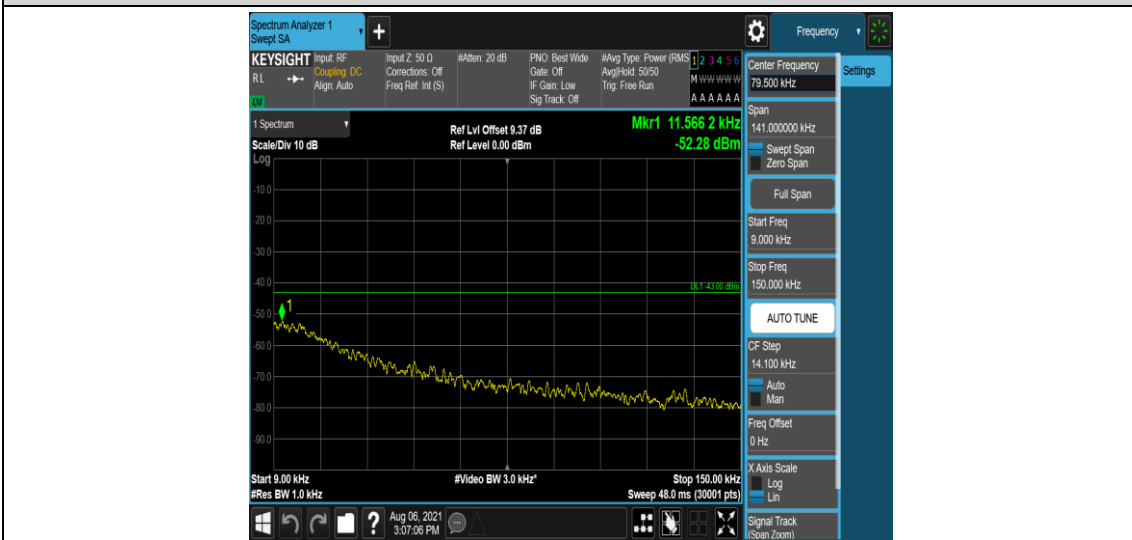 Spectrum Analyzer 1
Swept SA
+
Frequency
KEYSIGHT
Input: RF
Input Z: 50 Ω
#Atten: 20 dB
PNO: Best Wide
#Avg Type: Power (RMS
1 2 3 4 5 6
RL
Coupling: DC
Corrections: Off
Gate: Off
Avg|Hold: 50/50
M W W W W W
Align: Auto
Freq Ref: Int (S)
IF Gain: Low
Trig: Free Run
Sig Track: Off
A A A A A A
LXI
Center Frequency
79.500 kHz
Settings
Span
141.000000 kHz
Swept Span
Zero Span
Full Span
Start Freq
9.000 kHz
Stop Freq
150.000 kHz
AUTO TUNE
CF Step
14.100 kHz
Auto
Man
Freq Offset
0 Hz
X Axis Scale
Log
Lin
Signal Track
(Span Zoom)
1 Spectrum
Ref Lvl Offset 9.37 dB
Mkr1 11.566 2 kHz
Scale/Div 10 dB
Ref Level 0.00 dBm
-52.28 dBm
Log
-10.0
-20.0
-30.0
-40.0
DL1 -43.00 dBm
-50.0
1
-60.0
-70.0
-80.0
-90.0
Start 9.00 kHz
#Video BW 3.0 kHz*
Stop 150.00 kHz
#Res BW 1.0 kHz
Sweep 48.0 ms (30001 pts)
?
Aug 06, 2021
3:07:06 PM